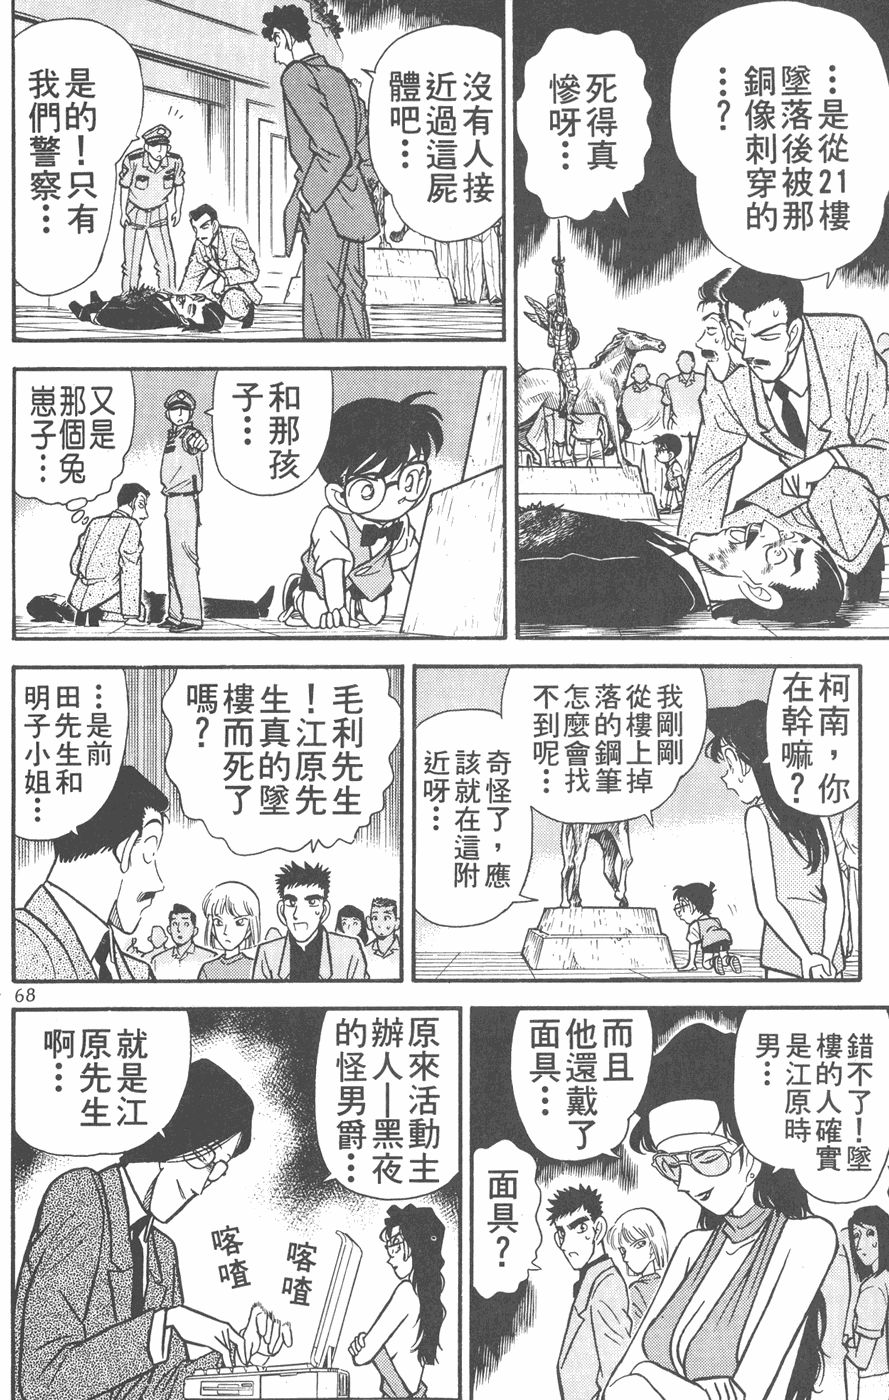 …是從21樓
墜落後被那
銅像刺穿的
…？
死得真
慘呀…
沒有人接
近過這屍
體吧…
是的！只有
我們警察…
和那孩
子…
又是
那個兔
崽子…
柯南，你
在幹嘛？
我剛剛
從樓上掉
落的鋼筆
怎麼會找
不到呢…
奇怪了，應
該就在這附
近呀…
毛利先生
！江原先
生真的墜
樓而死了
嗎？
…是前
田先生和
明子小姐…
錯不了！墜
樓的人確實
是江原時
男…
而且
他還戴了
面具…
面具？
原來活動主
辦人—黑夜
的怪男爵…
就是江
原先生
啊…
喀
喳
喀
喳
68